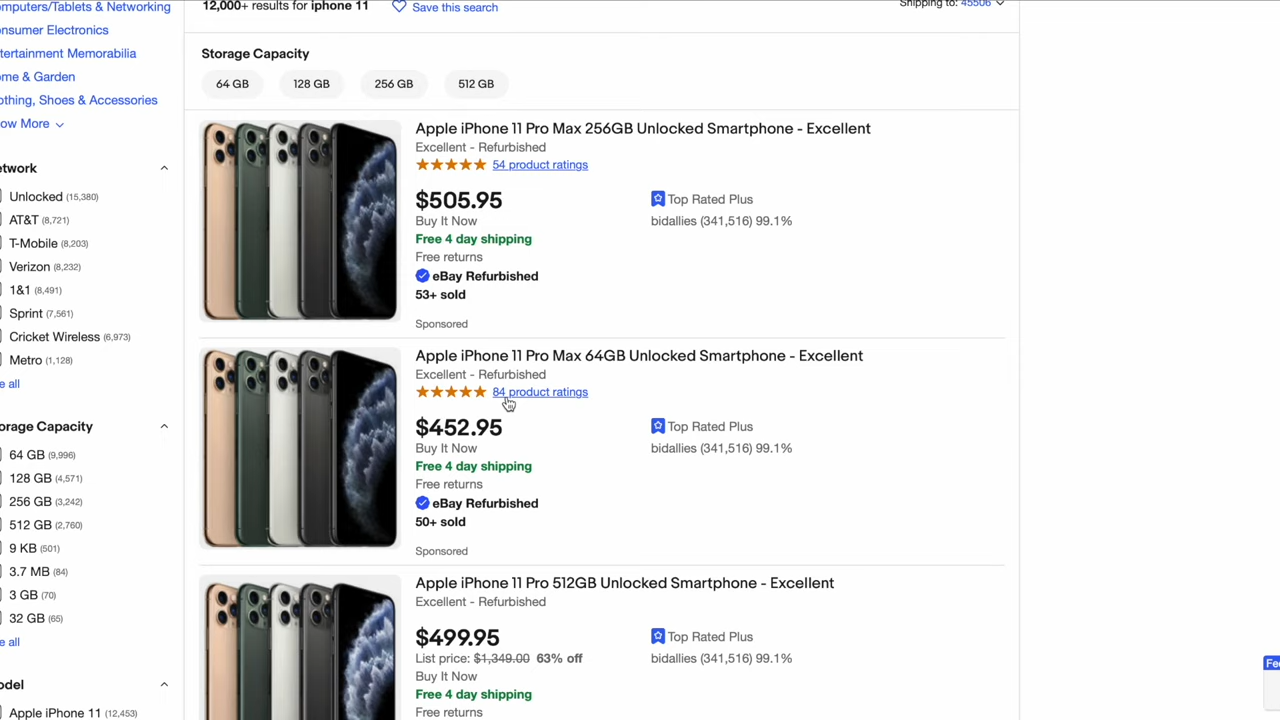 omputers/Tablets & Networking
onsumer Electronics
tertainment Memorabilia
ome & Garden
othing, Shoes & Accessories
ow More
etwork
Unlocked (15,380)
AT&T (8,721)
T-Mobile (8,203)
Verizon (8,232)
1&1 (8,491)
Sprint (7,561)
Cricket Wireless (6,973)
Metro (1,128)
e all
orage Capacity
64 GB (9,996)
128 GB (4,571)
256 GB (3,242)
512 GB (2,760)
9 KB (501)
3.7 MB (84)
3 GB (70)
32 GB (65)
e all
odel
Apple iPhone 11 (12,453)
12,000+ results for iphone 11
Save this search
Shipping to: 45506
Storage Capacity
64 GB
128 GB
256 GB
512 GB
Apple iPhone 11 Pro Max 256GB Unlocked Smartphone - Excellent
Excellent - Refurbished
54 product ratings
$505.95
Buy It Now
Free 4 day shipping
Free returns
eBay Refurbished
53+ sold
Sponsored
Top Rated Plus
bidallies (341,516) 99.1%
Apple iPhone 11 Pro Max 64GB Unlocked Smartphone - Excellent
Excellent - Refurbished
84 product ratings
$452.95
Buy It Now
Free 4 day shipping
Free returns
eBay Refurbished
50+ sold
Sponsored
Top Rated Plus
bidallies (341,516) 99.1%
Apple iPhone 11 Pro 512GB Unlocked Smartphone - Excellent
Excellent - Refurbished
$499.95
List price: $1,349.00 63% off
Buy It Now
Free 4 day shipping
Free returns
Top Rated Plus
bidallies (341,516) 99.1%
Fe